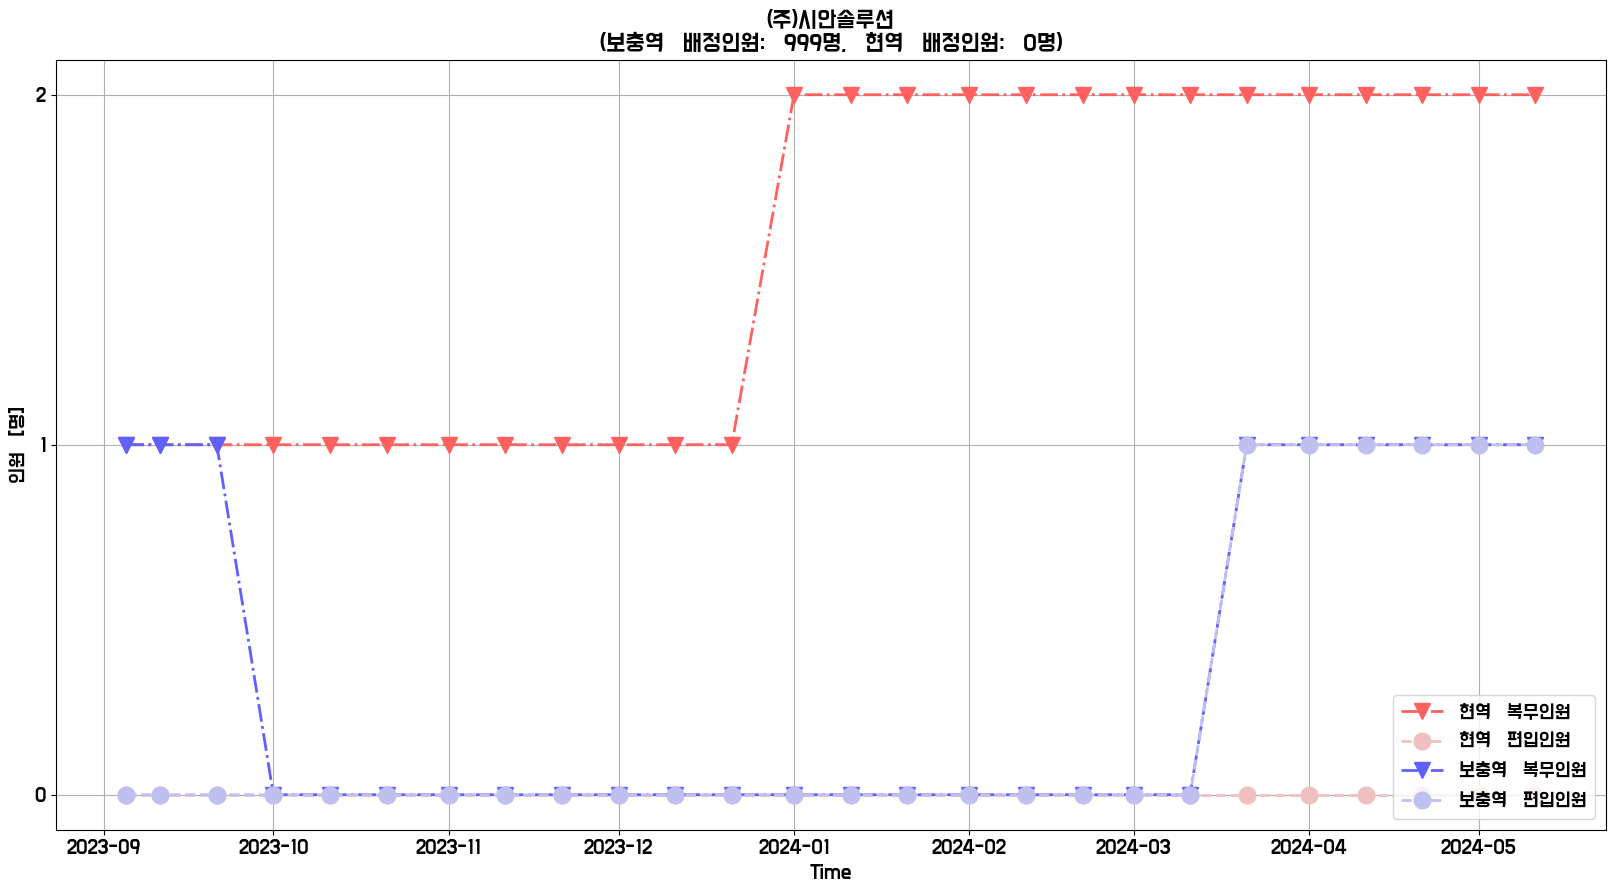 (주)시안솔루션
(보충역 배정인원: 999명, 현역 배정인원: 0명)
인원 [명]
2
1
0
현역 복무인원
현역 편입인원
보충역 복무인원
보충역 편입인원
2023-09 2023-10 2023-11 2023-12 2024-01 2024-02 2024-03 2024-04 2024-05
Time